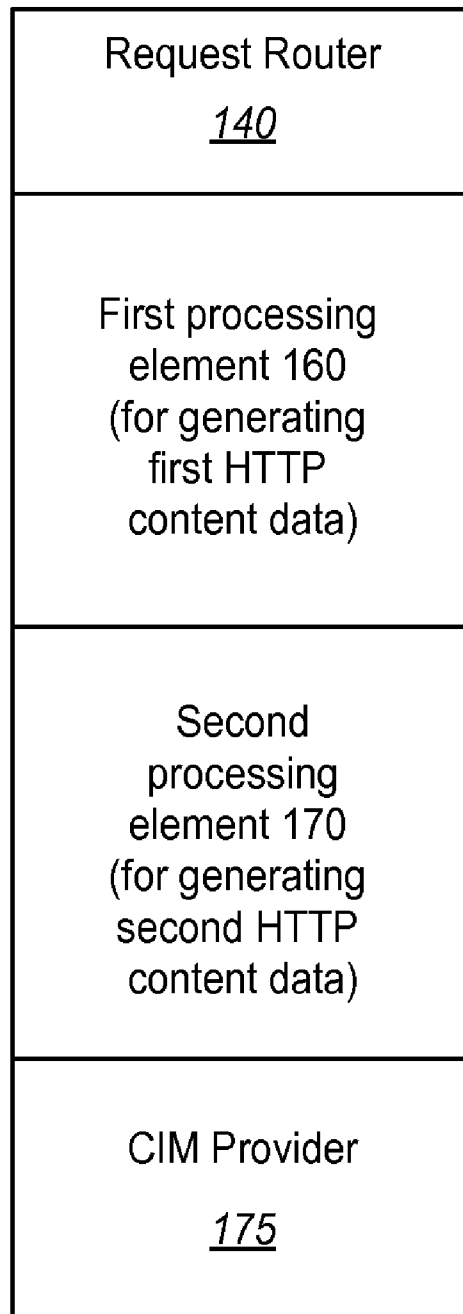 Request Router
140
First processing
element 160
(for generating
first HTTP
content data)
Second
processing
element 170
(for generating
second HTTP
content data)
CIM Provider
175